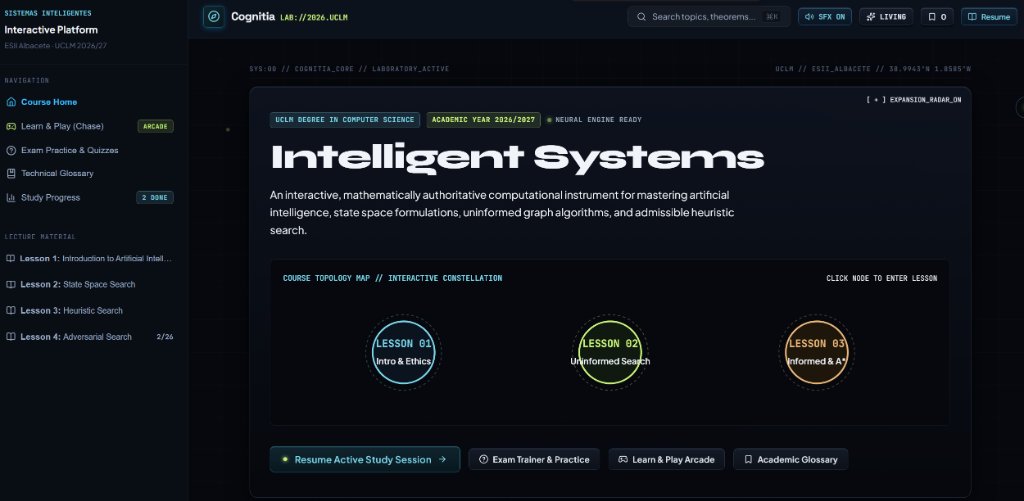 SISTEMAS INTELIGENTES
Interactive Platform
ESII Albacete · UCLM 2026/27
NAVIGATION
Course Home
Learn & Play (Chase) ARCADE
Exam Practice & Quizzes
Technical Glossary
Study Progress 2 DONE
LECTURE MATERIAL
Lesson 1: Introduction to Artificial Intell...
Lesson 2: State Space Search
Lesson 3: Heuristic Search
Lesson 4: Adversarial Search 2/26
Cognitia LAB://2026.UCLM
Search topics, theorems... ⌘K
SFX ON
LIVING
0
Resume
SYS:00 // COGNITIA_CORE // LABORATORY_ACTIVE
UCLM // ESII_ALBACETE // 38.9943°N 1.8585°W
[ + ] EXPANSION_RADAR_ON
UCLM DEGREE IN COMPUTER SCIENCE
ACADEMIC YEAR 2026/2027
NEURAL ENGINE READY
Intelligent Systems
An interactive, mathematically authoritative computational instrument for mastering artificial
intelligence, state space formulations, uninformed graph algorithms, and admissible heuristic
search.
COURSE TOPOLOGY MAP // INTERACTIVE CONSTELLATION
CLICK NODE TO ENTER LESSON
LESSON 01
Intro & Ethics
LESSON 02
Uninformed Search
LESSON 03
Informed & A*
Resume Active Study Session →
Exam Trainer & Practice
Learn & Play Arcade
Academic Glossary